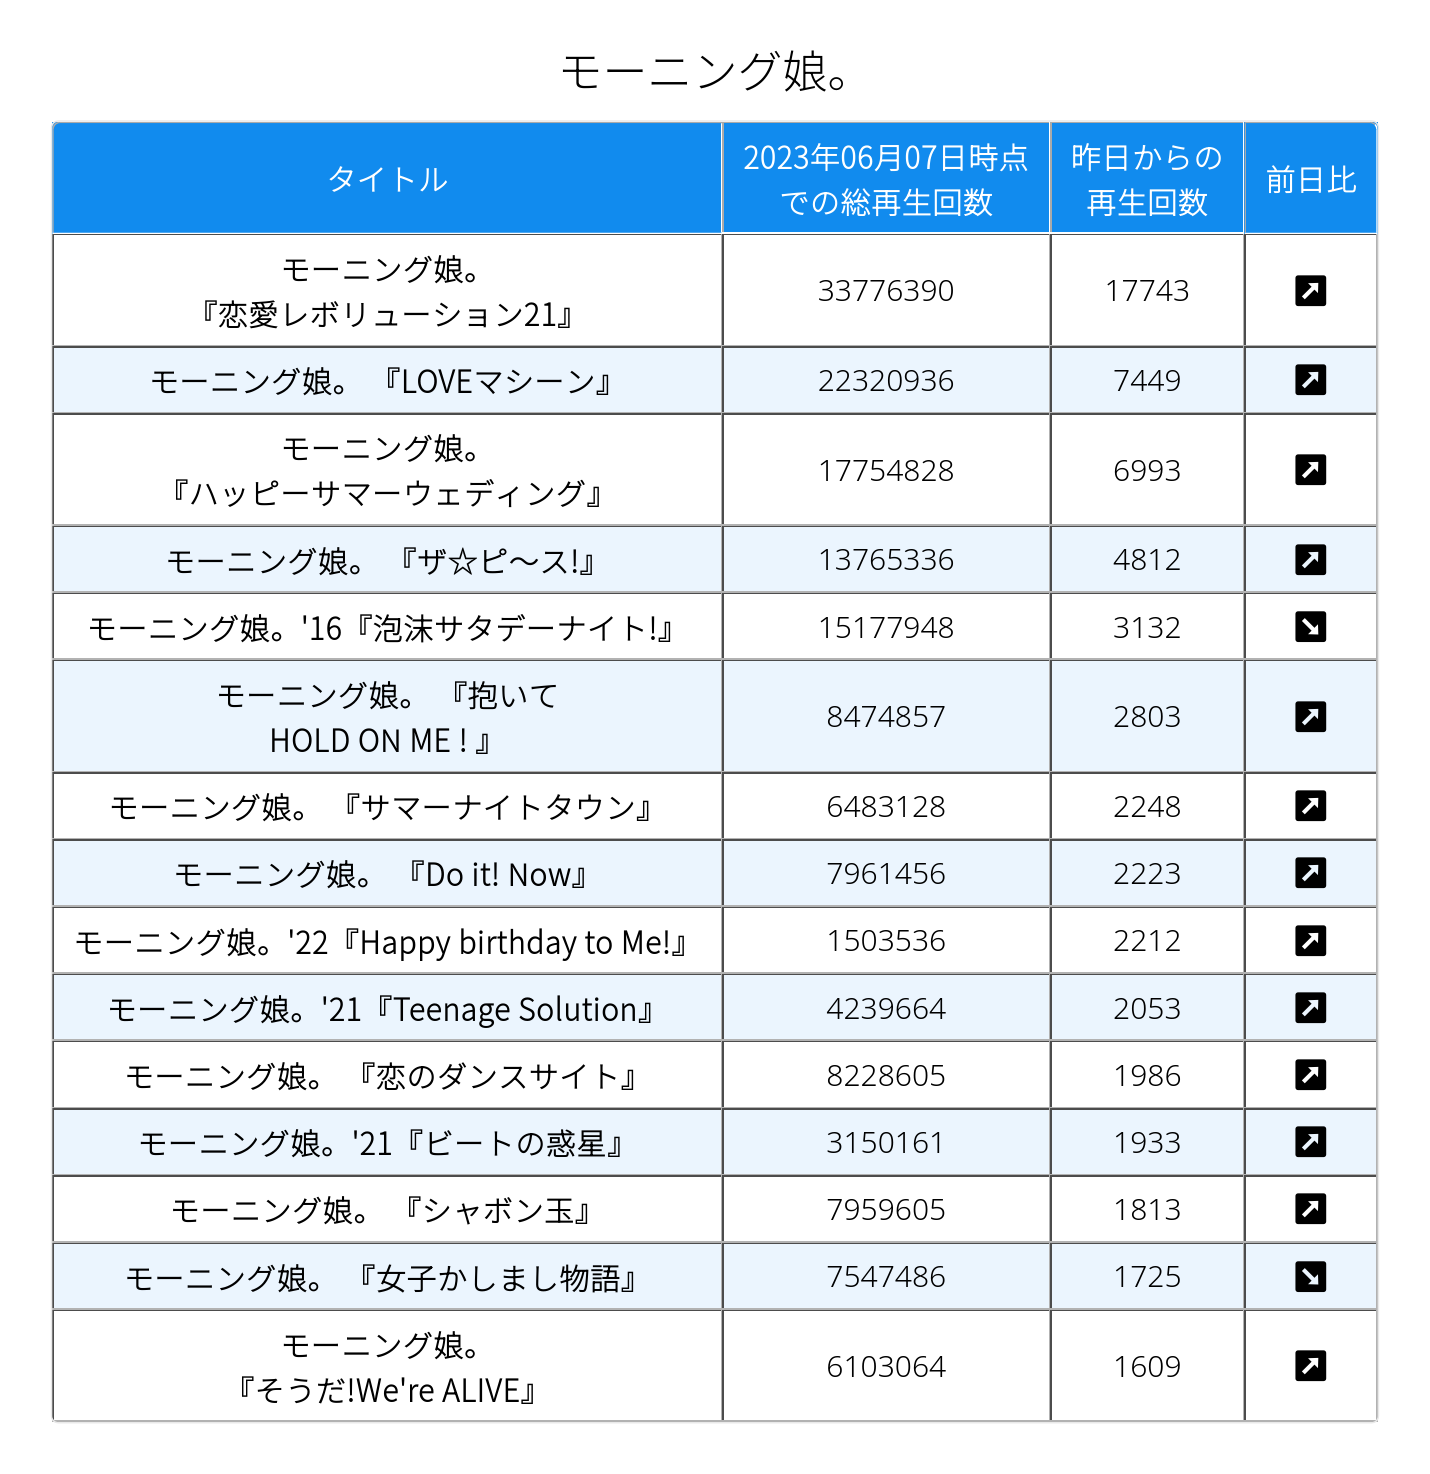 モーニング娘。
タイトル
2023年06月07日時点
での総再生回数
昨日からの
再生回数
前日比
モーニング娘。
『恋愛レボリューション21』
33776390
17743
モーニング娘。 『LOVEマシーン』
22320936
7449
モーニング娘。
『ハッピーサマーウェディング』
17754828
6993
モーニング娘。 『ザ☆ピ〜ス!』
13765336
4812
モーニング娘。'16『泡沫サタデーナイト!』
15177948
3132
モーニング娘。 『抱いて
HOLD ON ME ! 』
8474857
2803
モーニング娘。 『サマーナイトタウン』
6483128
2248
モーニング娘。 『Do it! Now』
7961456
2223
モーニング娘。'22『Happy birthday to Me!』
1503536
2212
モーニング娘。'21『Teenage Solution』
4239664
2053
モーニング娘。 『恋のダンスサイト』
8228605
1986
モーニング娘。'21『ビートの惑星』
3150161
1933
モーニング娘。 『シャボン玉』
7959605
1813
モーニング娘。 『女子かしまし物語』
7547486
1725
モーニング娘。
『そうだ!We're ALIVE』
6103064
1609